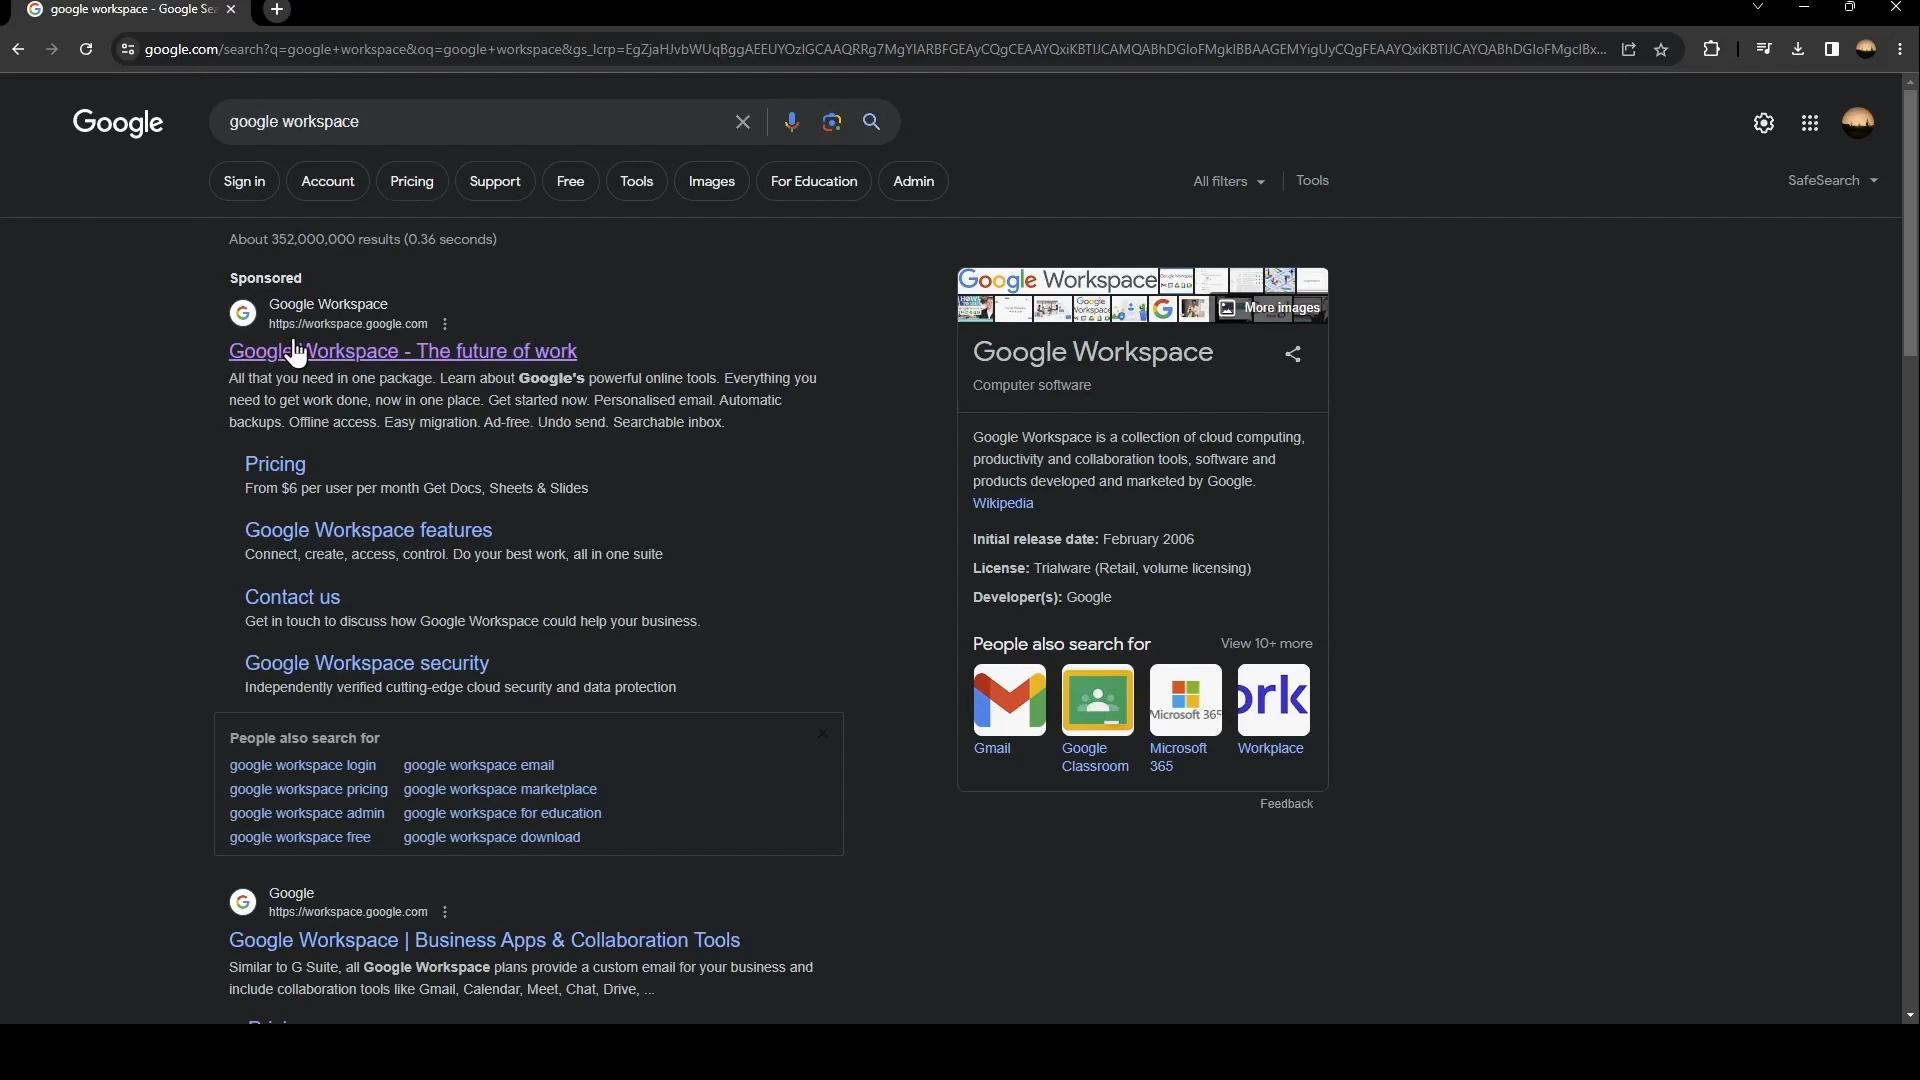 google workspace - Google Sea
google.com/search?q=google+workspace&oq=google+workspace&gs_lcrp=EgZjaHJvbWUqBggAEEUYOzIGCAAQRRg7MgYIARBFGEAyCQgCEAAYQxiKBTIJCAMQABhDGIoFMgkIBBAAGEMYigUyCQgFEAAYQxiKBTIJCAYQABhDGIoFMgcIBx...
Google
google workspace
Sign in
Account
Pricing
Support
Free
Tools
Images
For Education
Admin
All filters
Tools
SafeSearch
About 352,000,000 results (0.36 seconds)
Sponsored
Google Workspace
https://workspace.google.com
Google Workspace - The future of work
All that you need in one package. Learn about Google's powerful online tools. Everything you
need to get work done, now in one place. Get started now. Personalised email. Automatic
backups. Offline access. Easy migration. Ad-free. Undo send. Searchable inbox.
Pricing
From $6 per user per month Get Docs, Sheets & Slides
Google Workspace features
Connect, create, access, control. Do your best work, all in one suite
Contact us
Get in touch to discuss how Google Workspace could help your business.
Google Workspace security
Independently verified cutting-edge cloud security and data protection
People also search for
google workspace login
google workspace email
google workspace pricing
google workspace marketplace
google workspace admin
google workspace for education
google workspace free
google workspace download
Google
https://workspace.google.com
Google Workspace | Business Apps & Collaboration Tools
Similar to G Suite, all Google Workspace plans provide a custom email for your business and
include collaboration tools like Gmail, Calendar, Meet, Chat, Drive, ...
Google Workspace
More images
Google Workspace
Computer software
Google Workspace is a collection of cloud computing,
productivity and collaboration tools, software and
products developed and marketed by Google.
Wikipedia
Initial release date: February 2006
License: Trialware (Retail, volume licensing)
Developer(s): Google
People also search for
View 10+ more
Microsoft 365
ork
Gmail
Google
Classroom
Microsoft
365
Workplace
Feedback